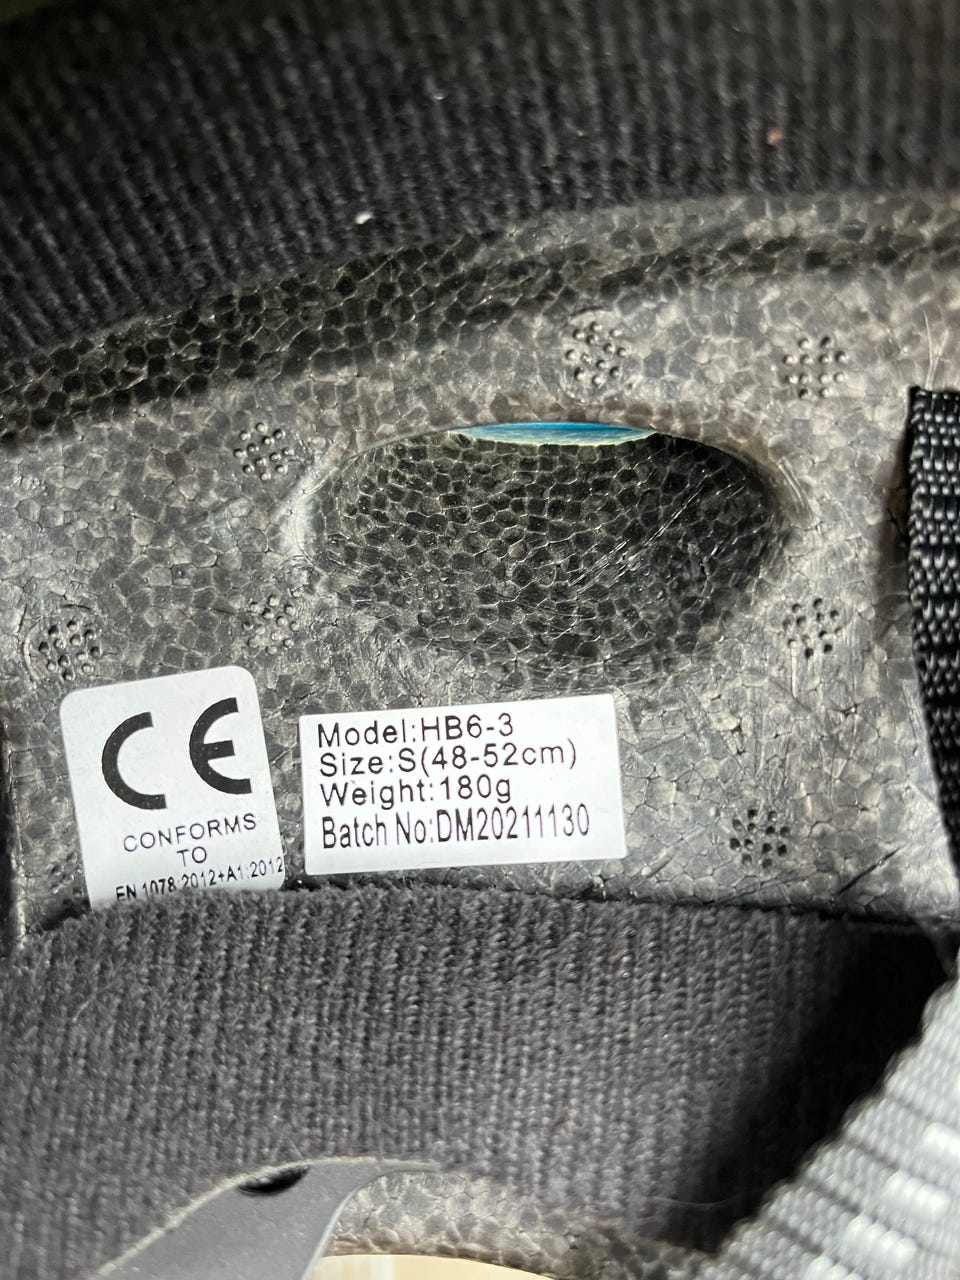 CE
CONFORMS
TO
EN 1078:2012+A1:2012
Model:HB6-3
Size:S(48-52cm)
Weight:180g
Batch No:DM20211130